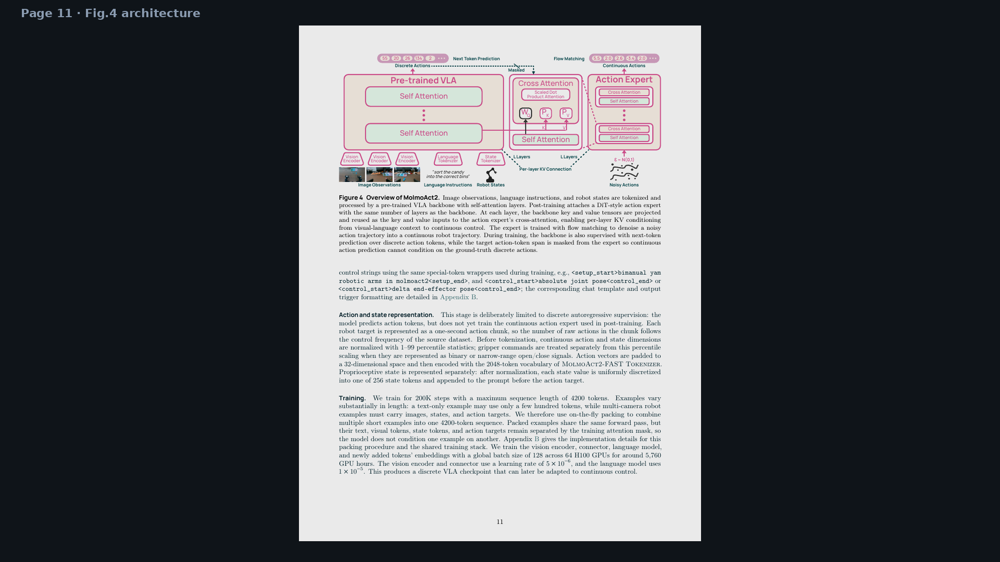 Page 11 · Fig.4 architecture
55 20 26 134 2 ··· Next Token Prediction Flow Matching 5.5 2.0 2.6 -3.4 2.0 ···
Discrete Actions Masked Continuous Actions
Pre-trained VLA
Self Attention
Self Attention
Cross Attention
Scaled Dot
Product Attention
WQ PK PV
K V
Self Attention
Action Expert
Cross Attention
Self Attention
Cross Attention
Self Attention
Vision
Encoder
Vision
Encoder
Vision
Encoder
Language
Tokenizer
State
Tokenizer
L Layers L Layers
Per-layer KV Connection
ε ~ N(0,1)
"sort the candy
into the correct bins"
Image Observations Language Instructions Robot States Noisy Actions
Figure 4 Overview of MolmoAct2. Image observations, language instructions, and robot states are tokenized and
processed by a pre-trained VLA backbone with self-attention layers. Post-training attaches a DiT-style action expert
with the same number of layers as the backbone. At each layer, the backbone key and value tensors are projected
and reused as the key and value inputs to the action expert's cross-attention, enabling per-layer KV conditioning
from visual-language context to continuous control. The expert is trained with flow matching to denoise a noisy
action trajectory into a continuous robot trajectory. During training, the backbone is also supervised with next-token
prediction over discrete action tokens, while the target action-token span is masked from the expert so continuous
action prediction cannot condition on the ground-truth discrete actions.
control strings using the same special-token wrappers used during training, e.g., <setup_start>bimanual yam
robotic arms in molmoact2<setup_end>, and <control_start>absolute joint pose<control_end> or
<control_start>delta end-effector pose<control_end>; the corresponding chat template and output
trigger formatting are detailed in Appendix B.
Action and state representation. This stage is deliberately limited to discrete autoregressive supervision: the
model predicts action tokens, but does not yet train the continuous action expert used in post-training. Each
robot target is represented as a one-second action chunk, so the number of raw actions in the chunk follows
the control frequency of the source dataset. Before tokenization, continuous action and state dimensions
are normalized with 1–99 percentile statistics; gripper commands are treated separately from this percentile
scaling when they are represented as binary or narrow-range open/close signals. Action vectors are padded to
a 32-dimensional space and then encoded with the 2048-token vocabulary of MolmoAct2-FAST Tokenizer.
Proprioceptive state is represented separately: after normalization, each state value is uniformly discretized
into one of 256 state tokens and appended to the prompt before the action target.
Training. We train for 200K steps with a maximum sequence length of 4200 tokens. Examples vary
substantially in length: a text-only example may use only a few hundred tokens, while multi-camera robot
examples must carry images, states, and action targets. We therefore use on-the-fly packing to combine
multiple short examples into one 4200-token sequence. Packed examples share the same forward pass, but
their text, visual tokens, state tokens, and action targets remain separated by the training attention mask, so
the model does not condition one example on another. Appendix B gives the implementation details for this
packing procedure and the shared training stack. We train the vision encoder, connector, language model,
and newly added tokens' embeddings with a global batch size of 128 across 64 H100 GPUs for around 5,760
GPU hours. The vision encoder and connector use a learning rate of 5 × 10⁻⁶, and the language model uses
1 × 10⁻⁵. This produces a discrete VLA checkpoint that can later be adapted to continuous control.
11